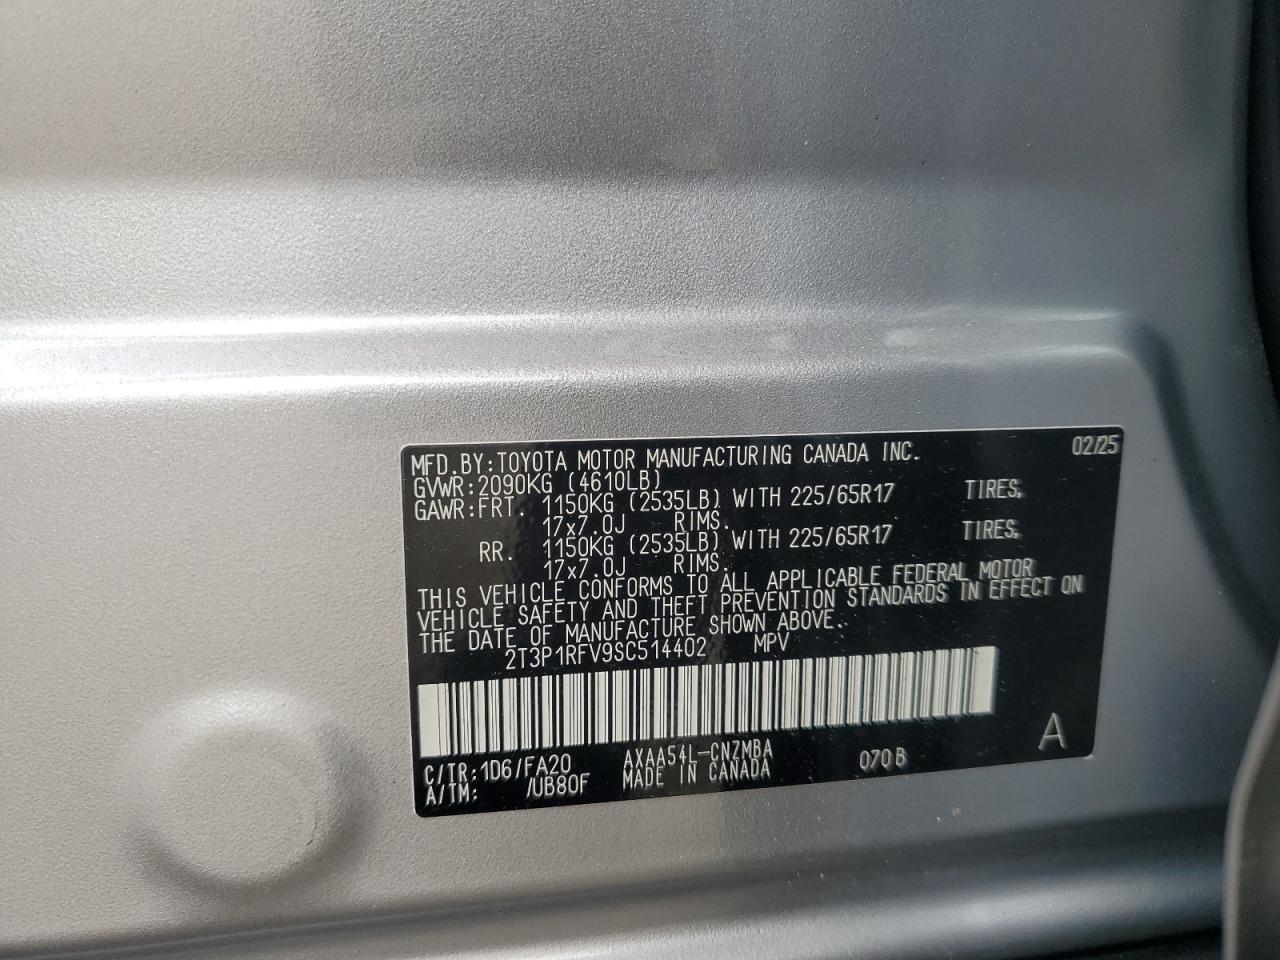 MFD.BY:TOYOTA MOTOR MANUFACTURING CANADA INC. 02/25
GVWR:2090KG (4610LB)
GAWR:FRT. 1150KG (2535LB) WITH 225/65R17 TIRES,
17x7.0J RIMS.
RR. 1150KG (2535LB) WITH 225/65R17 TIRES,
17x7.0J RIMS.
THIS VEHICLE CONFORMS TO ALL APPLICABLE FEDERAL MOTOR
VEHICLE SAFETY AND THEFT PREVENTION STANDARDS IN EFFECT ON
THE DATE OF MANUFACTURE SHOWN ABOVE.
2T3P1RFV9SC514402 MPV
C/TR:1D6/FA20 AXAA54L-CNZMBA 070B A
A/TM: /UB80F MADE IN CANADA